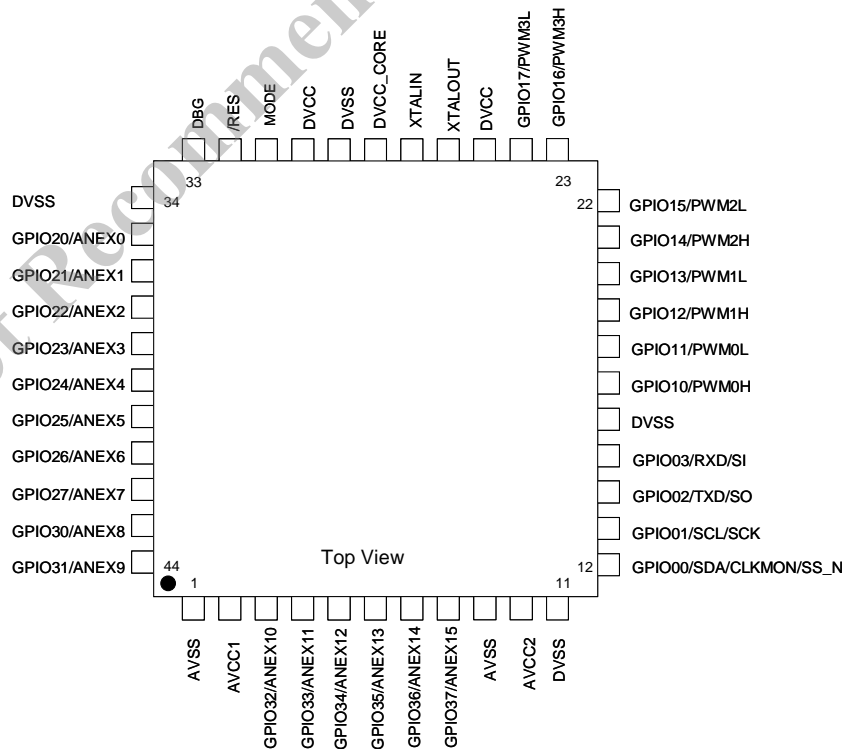 ot Recommen
DBG
/RES
MODE
DVCC
DVSS
DVCC_CORE
XTALIN
XTALOUT
DVCC
GPIO17/PWM3L
GPIO16/PWM3H
33
23
34
22
DVSS
GPIO20/ANEX0
GPIO21/ANEX1
GPIO22/ANEX2
GPIO23/ANEX3
GPIO24/ANEX4
GPIO25/ANEX5
GPIO26/ANEX6
GPIO27/ANEX7
GPIO30/ANEX8
GPIO31/ANEX9
GPIO15/PWM2L
GPIO14/PWM2H
GPIO13/PWM1L
GPIO12/PWM1H
GPIO11/PWM0L
GPIO10/PWM0H
DVSS
GPIO03/RXD/SI
GPIO02/TXD/SO
GPIO01/SCL/SCK
GPIO00/SDA/CLKMON/SS_N
Top View
44
12
1
11
AVSS
AVCC1
GPIO32/ANEX10
GPIO33/ANEX11
GPIO34/ANEX12
GPIO35/ANEX13
GPIO36/ANEX14
GPIO37/ANEX15
AVSS
AVCC2
DVSS